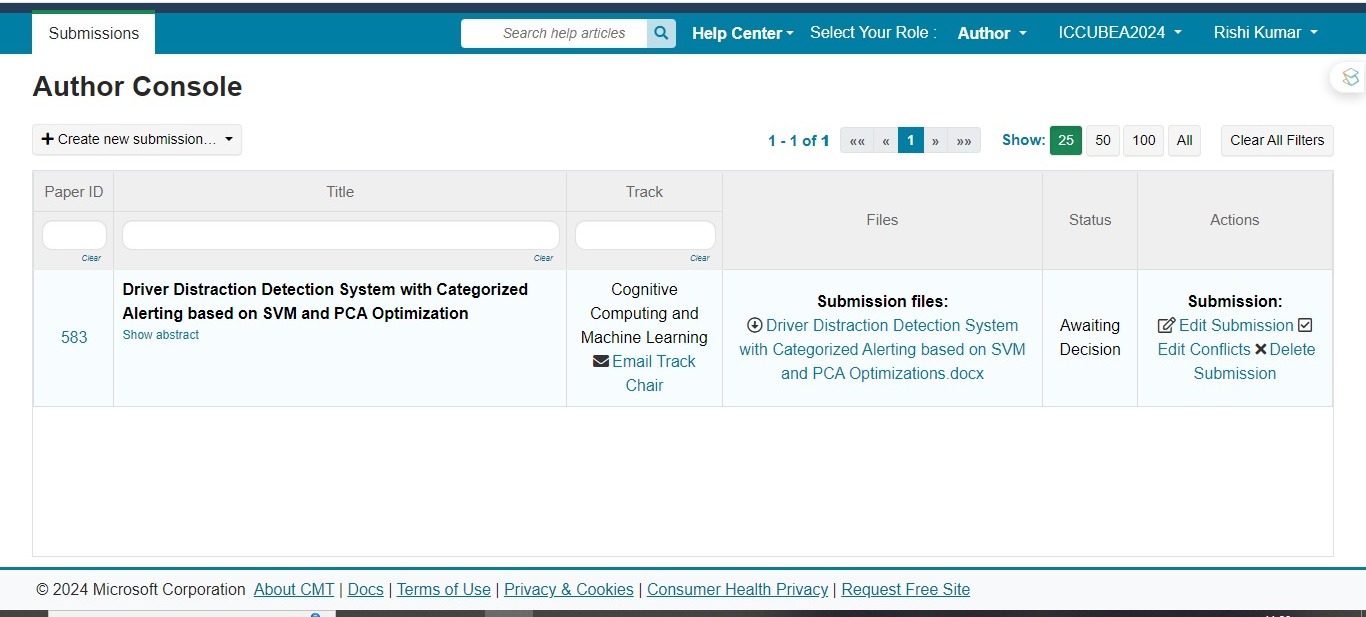 Submissions
Search help articles
Help Center
Select Your Role :
Author
ICCUBEA2024
Rishi Kumar
Author Console
Create new submission...
1 - 1 of 1
«« « 1 » »»
Show: 25 50 100 All
Clear All Filters
Paper ID
Title
Track
Files
Status
Actions
Clear
Clear
Clear
583
Driver Distraction Detection System with Categorized
Alerting based on SVM and PCA Optimization
Show abstract
Cognitive
Computing and
Machine Learning
Email Track
Chair
Submission files:
Driver Distraction Detection System
with Categorized Alerting based on SVM
and PCA Optimizations.docx
Awaiting
Decision
Submission:
Edit Submission
Edit Conflicts Delete
Submission
© 2024 Microsoft Corporation About CMT | Docs | Terms of Use | Privacy & Cookies | Consumer Health Privacy | Request Free Site